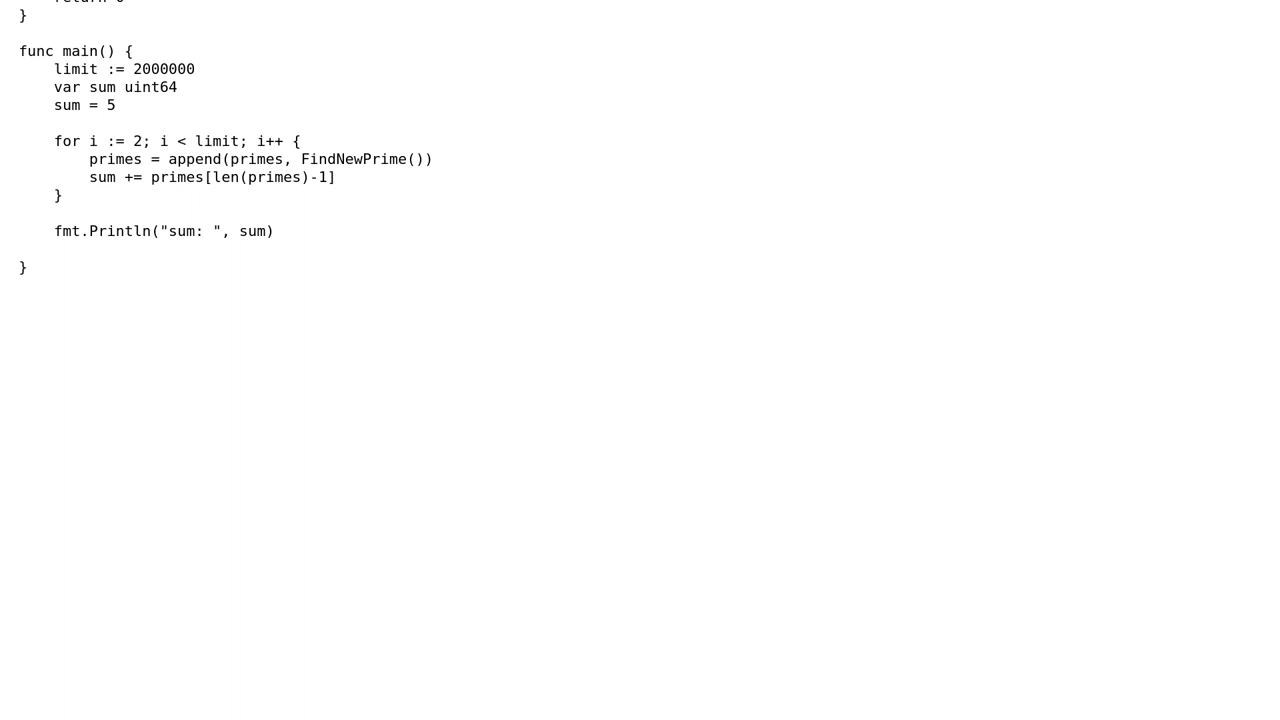 }

func main() {
    limit := 2000000
    var sum uint64
    sum = 5

    for i := 2; i < limit; i++ {
        primes = append(primes, FindNewPrime())
        sum += primes[len(primes)-1]
    }

    fmt.Println("sum: ", sum)

}